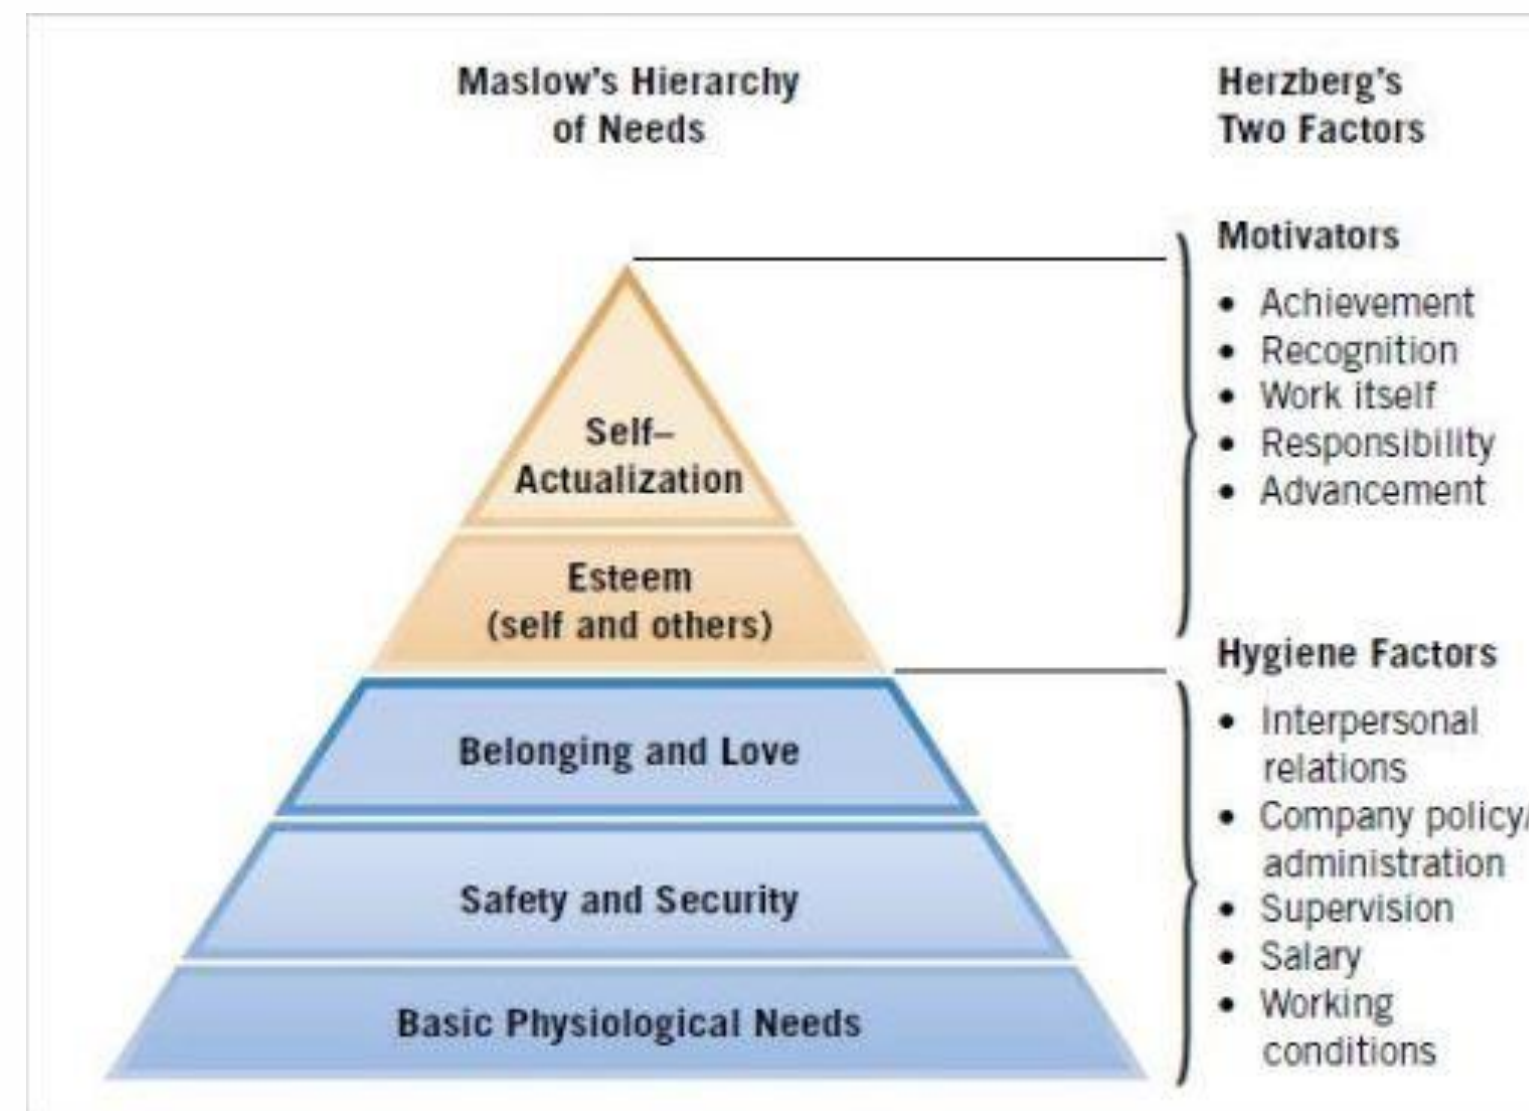 Maslow's Hierarchy
of Needs
Herzberg's
Two Factors
Self–
Actualization
Esteem
(self and others)
Belonging and Love
Safety and Security
Basic Physiological Needs
Motivators
• Achievement
• Recognition
• Work itself
• Responsibility
• Advancement
Hygiene Factors
• Interpersonal
relations
• Company policy/
administration
• Supervision
• Salary
• Working
conditions